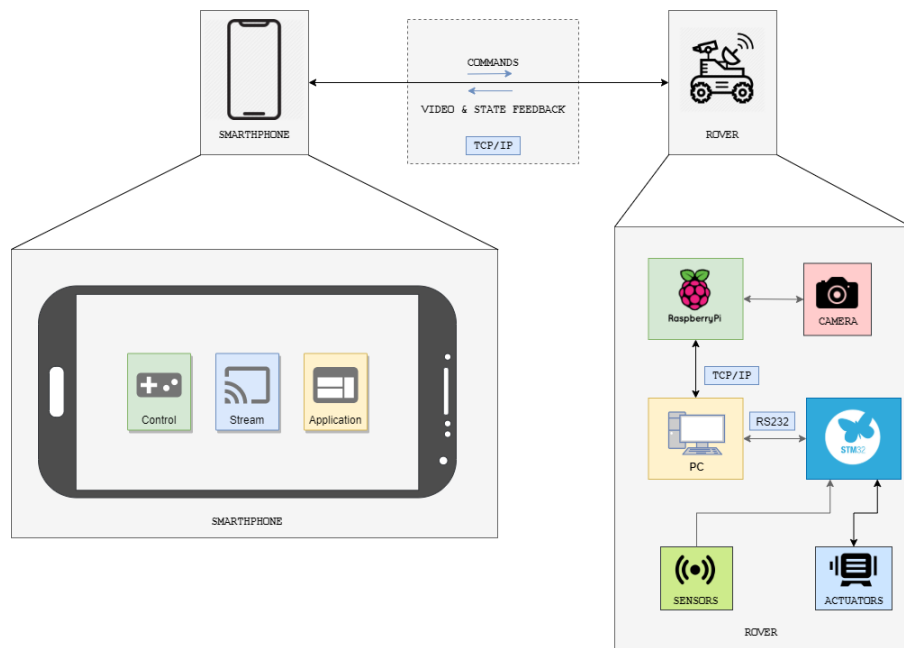 COMMANDS
VIDEO & STATE FEEDBACK
TCP/IP
SMARTHPHONE
ROVER
Control
Stream
Application
SMARTHPHONE
RaspberryPi
CAMERA
TCP/IP
PC
RS232
STM32
SENSORS
ACTUATORS
ROVER